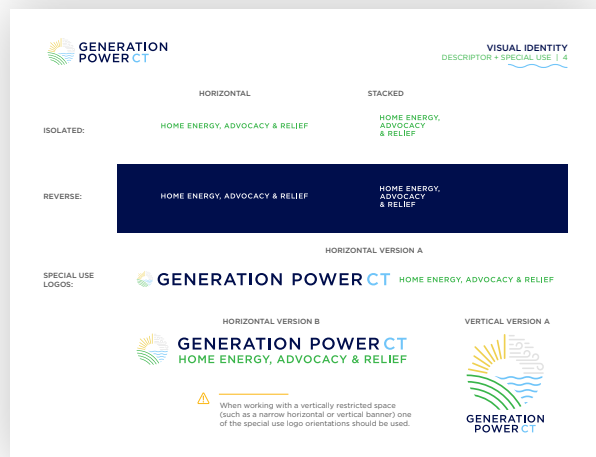 GENERATION
POWER CT
VISUAL IDENTITY
DESCRIPTOR + SPECIAL USE | 4
HORIZONTAL
STACKED
ISOLATED:
HOME ENERGY, ADVOCACY & RELIEF
HOME ENERGY,
ADVOCACY
& RELIEF
REVERSE:
HOME ENERGY, ADVOCACY & RELIEF
HOME ENERGY,
ADVOCACY
& RELIEF
HORIZONTAL VERSION A
SPECIAL USE
LOGOS:
GENERATION POWER CT HOME ENERGY, ADVOCACY & RELIEF
HORIZONTAL VERSION B
GENERATION POWER CT
HOME ENERGY, ADVOCACY & RELIEF
When working with a vertically restricted space
(such as a narrow horizontal or vertical banner) one
of the special use logo orientations should be used.
VERTICAL VERSION A
GENERATION
POWER CT